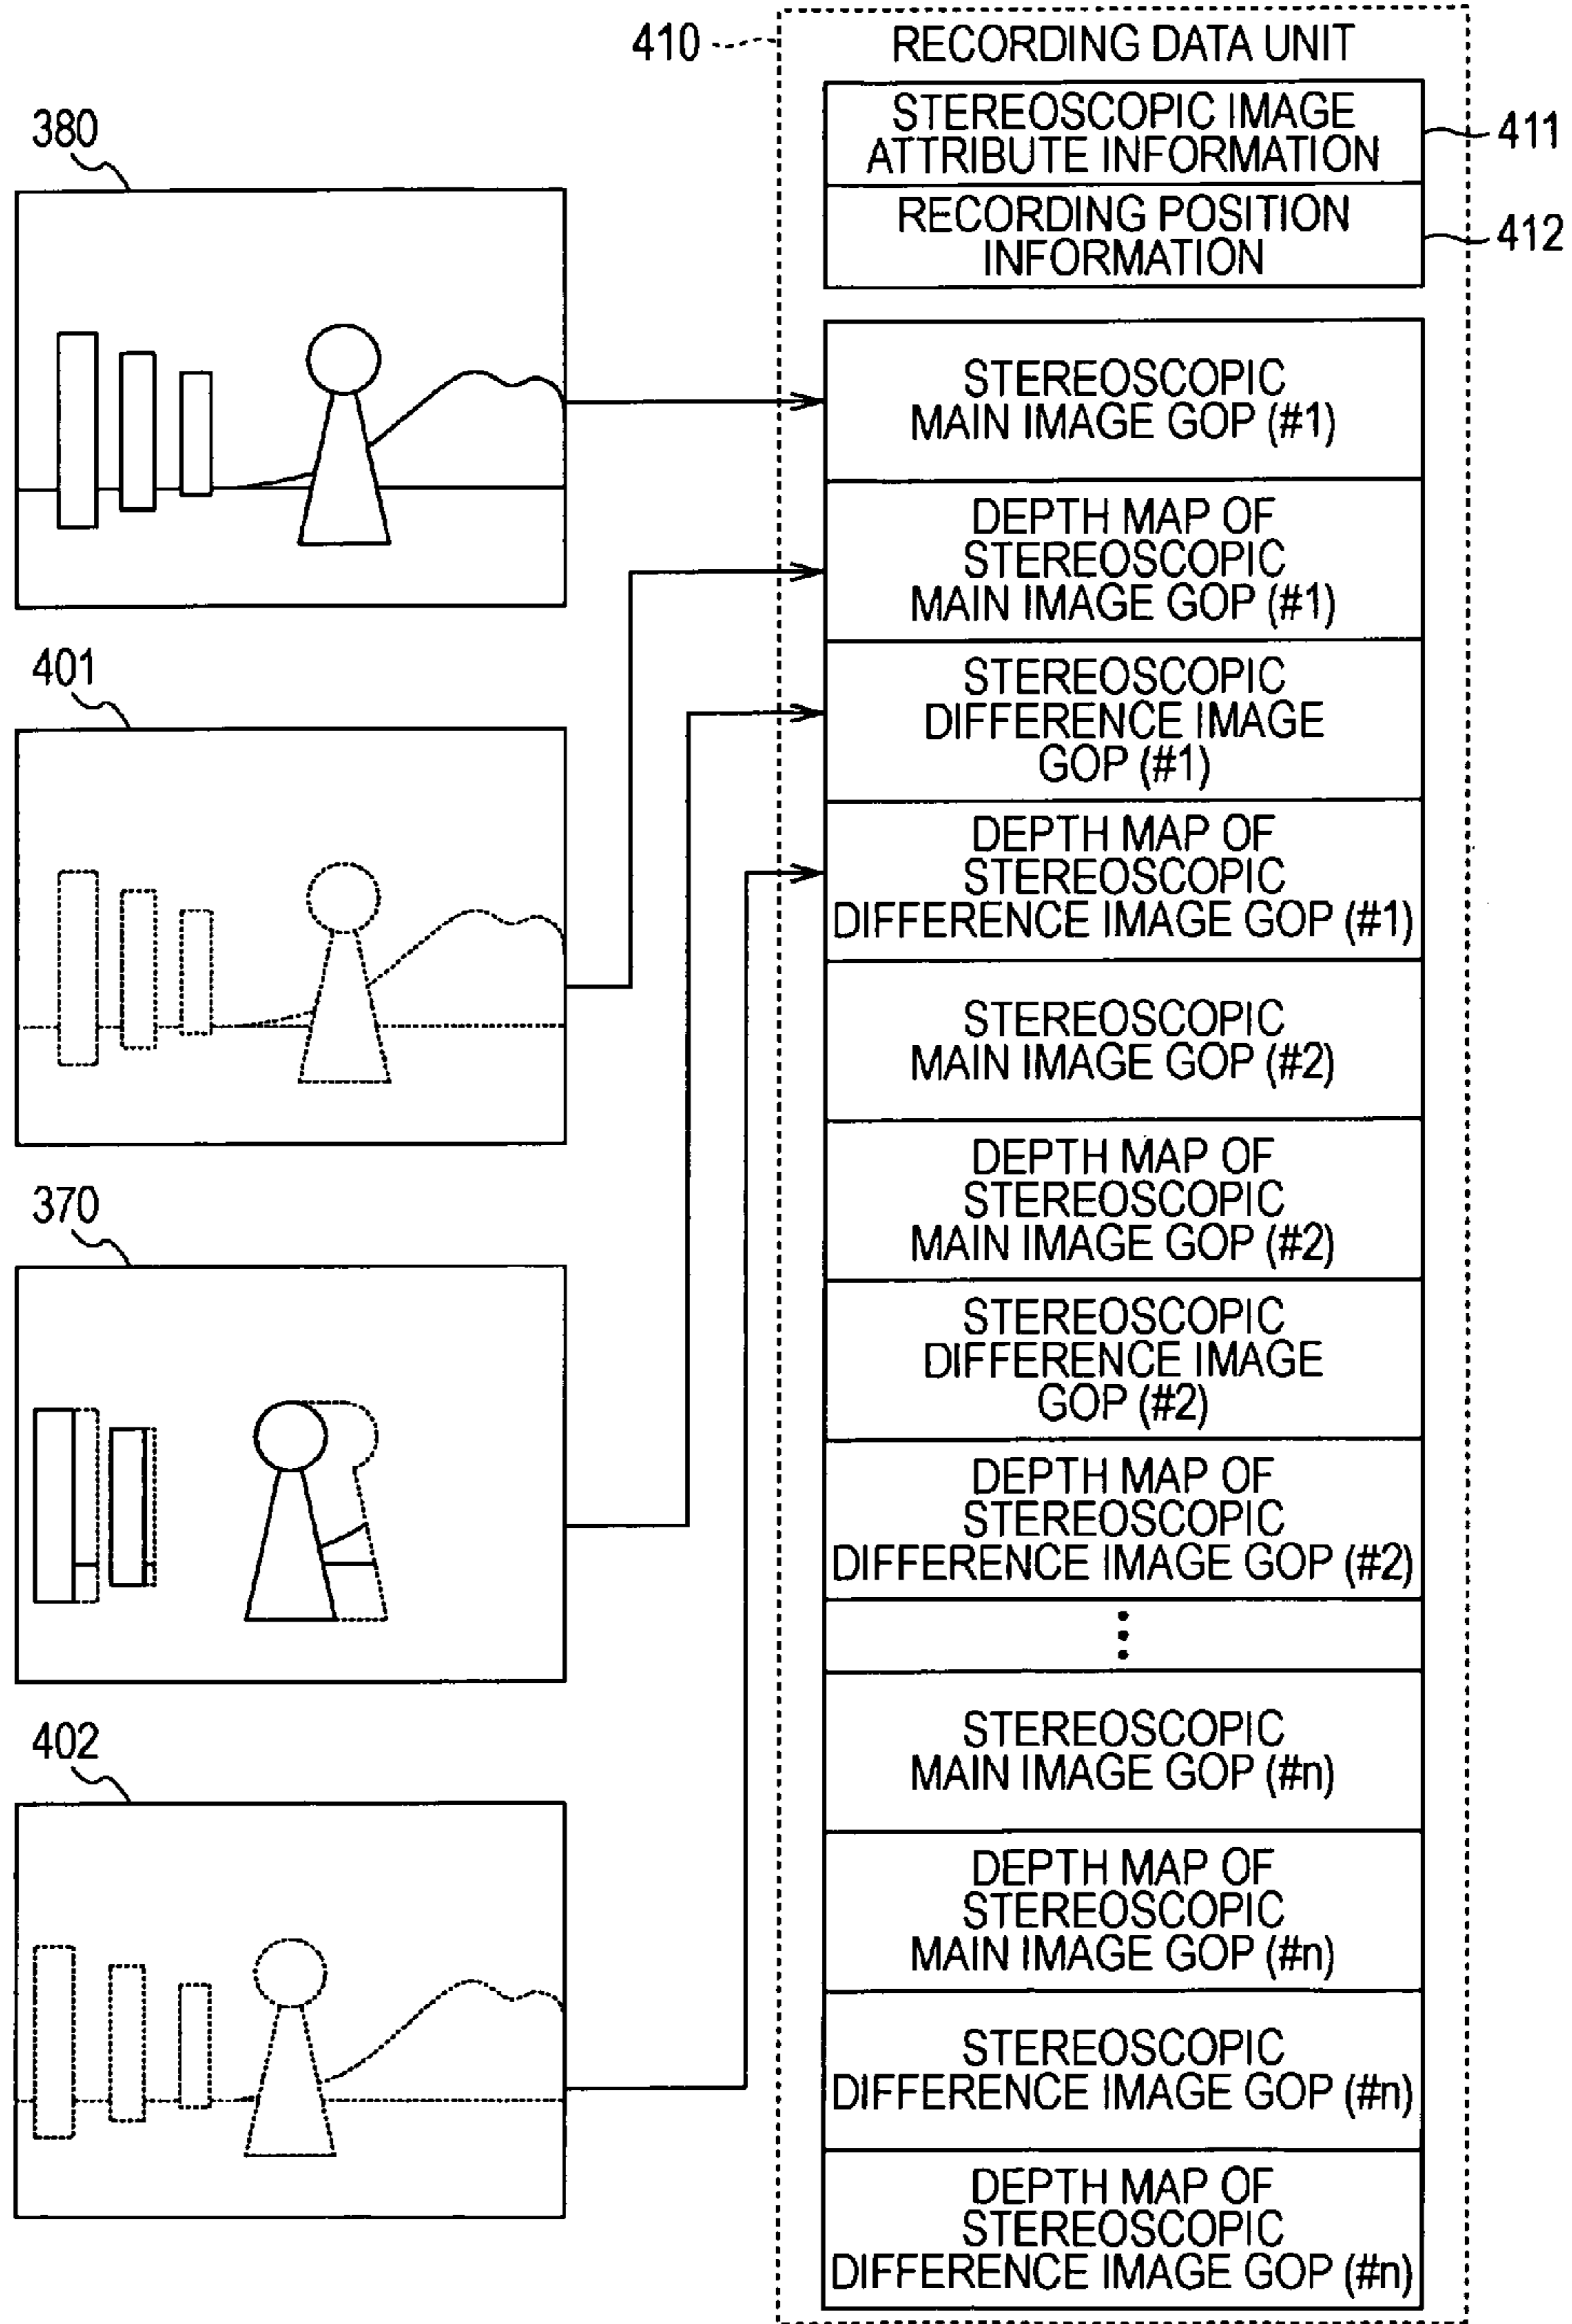 410
RECORDING DATA UNIT
STEREOSCOPIC IMAGE
ATTRIBUTE INFORMATION
411
RECORDING POSITION
INFORMATION
412
380
401
370
402
STEREOSCOPIC
MAIN IMAGE GOP (#1)
DEPTH MAP OF
STEREOSCOPIC
MAIN IMAGE GOP (#1)
STEREOSCOPIC
DIFFERENCE IMAGE
GOP (#1)
DEPTH MAP OF
STEREOSCOPIC
DIFFERENCE IMAGE GOP (#1)
STEREOSCOPIC
MAIN IMAGE GOP (#2)
DEPTH MAP OF
STEREOSCOPIC
MAIN IMAGE GOP (#2)
STEREOSCOPIC
DIFFERENCE IMAGE
GOP (#2)
DEPTH MAP OF
STEREOSCOPIC
DIFFERENCE IMAGE GOP (#2)
STEREOSCOPIC
MAIN IMAGE GOP (#n)
DEPTH MAP OF
STEREOSCOPIC
MAIN IMAGE GOP (#n)
STEREOSCOPIC
DIFFERENCE IMAGE GOP (#n)
DEPTH MAP OF
STEREOSCOPIC
DIFFERENCE IMAGE GOP (#n)